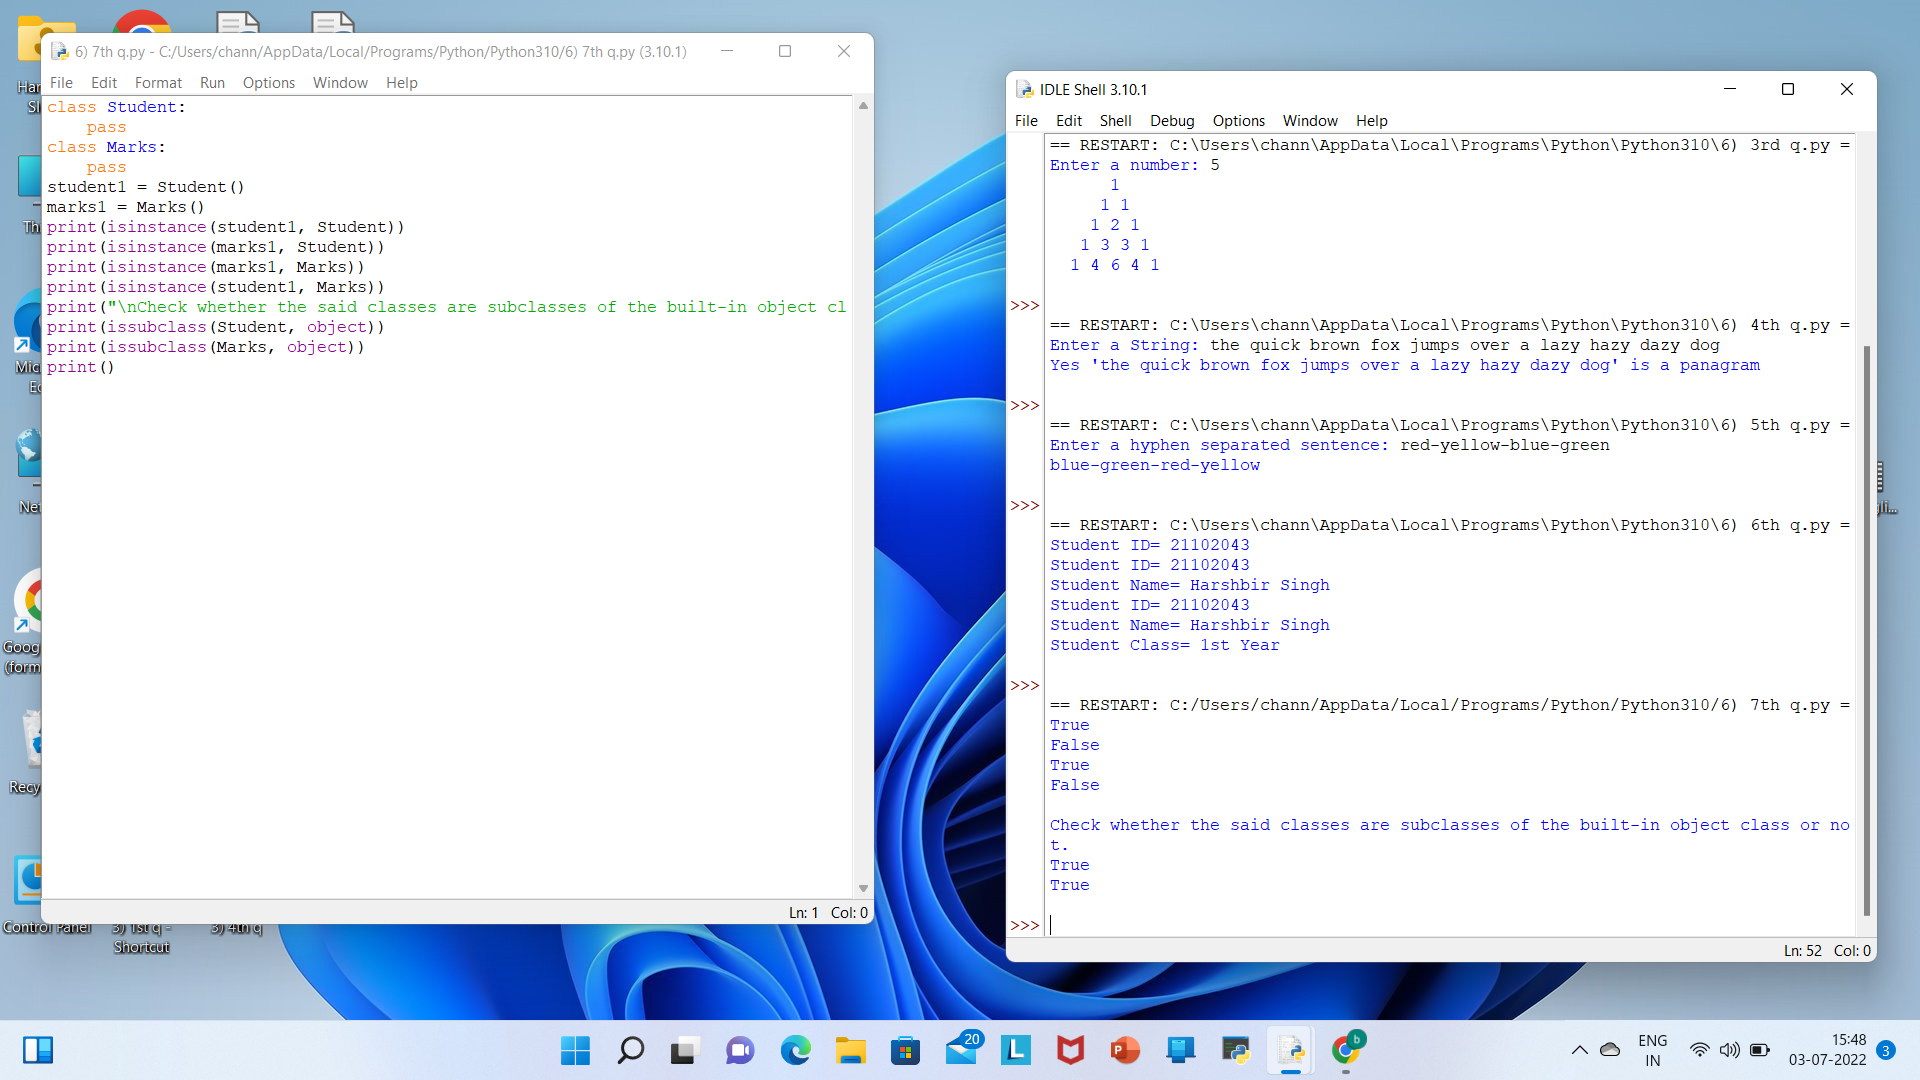 6) 7th q.py - C:/Users/chann/AppData/Local/Programs/Python/Python310/6) 7th q.py (3.10.1)
File Edit Format Run Options Window Help
class Student:
    pass
class Marks:
    pass
student1 = Student()
marks1 = Marks()
print(isinstance(student1, Student))
print(isinstance(marks1, Student))
print(isinstance(marks1, Marks))
print(isinstance(student1, Marks))
print("\nCheck whether the said classes are subclasses of the built-in object cl
print(issubclass(Student, object))
print(issubclass(Marks, object))
print()
Ln: 1 Col: 0
IDLE Shell 3.10.1
File Edit Shell Debug Options Window Help
== RESTART: C:\Users\chann\AppData\Local\Programs\Python\Python310\6) 3rd q.py =
Enter a number: 5
1
1 1
1 2 1
1 3 3 1
1 4 6 4 1
>>>
== RESTART: C:\Users\chann\AppData\Local\Programs\Python\Python310\6) 4th q.py =
Enter a String: the quick brown fox jumps over a lazy hazy dazy dog
Yes 'the quick brown fox jumps over a lazy hazy dazy dog' is a panagram
>>>
== RESTART: C:\Users\chann\AppData\Local\Programs\Python\Python310\6) 5th q.py =
Enter a hyphen separated sentence: red-yellow-blue-green
blue-green-red-yellow
>>>
== RESTART: C:\Users\chann\AppData\Local\Programs\Python\Python310\6) 6th q.py =
Student ID= 21102043
Student ID= 21102043
Student Name= Harshbir Singh
Student ID= 21102043
Student Name= Harshbir Singh
Student Class= 1st Year
>>>
== RESTART: C:/Users/chann/AppData/Local/Programs/Python/Python310/6) 7th q.py =
True
False
True
False
Check whether the said classes are subclasses of the built-in object class or no
t.
True
True
>>>
Ln: 52 Col: 0
Har
Th
Mic
Net
Goog
(form
Recy
Control Panel
3) 1st q -
Shortcut
3) 4th q
20
L
P
b
ENG
IN
15:48
03-07-2022
3